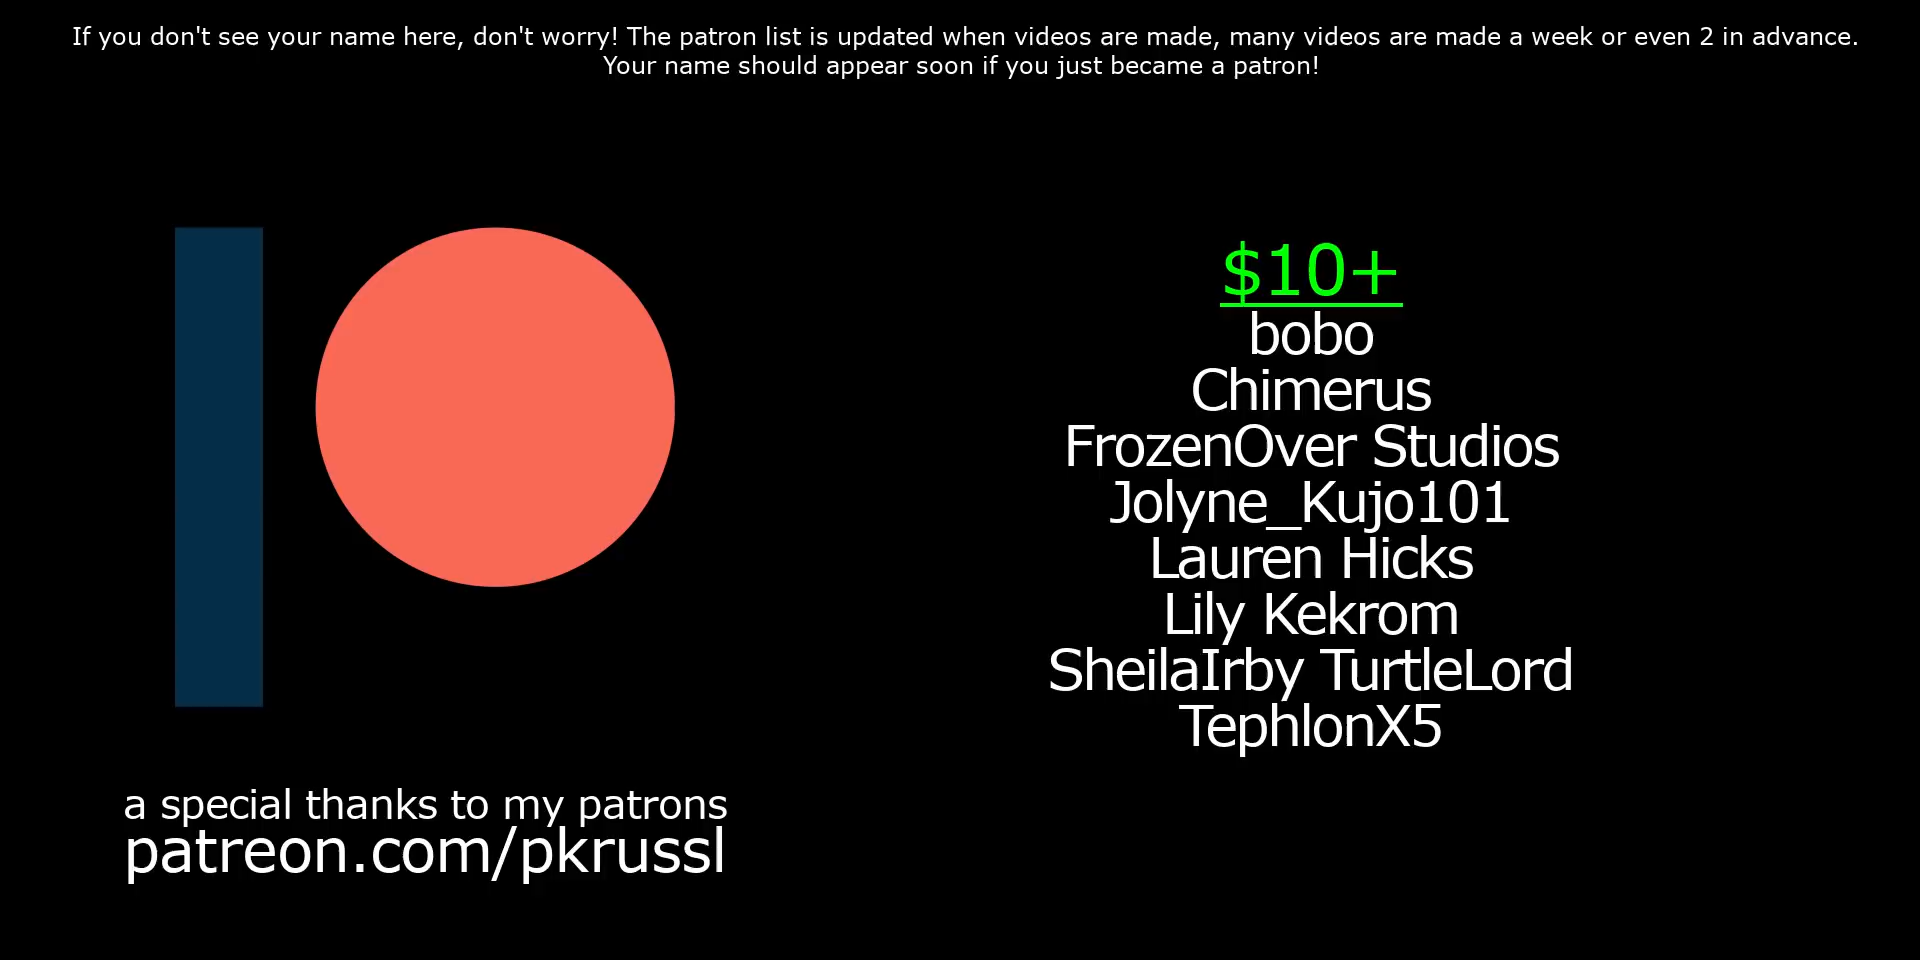 If you don't see your name here, don't worry! The patron list is updated when videos are made, many videos are made a week or even 2 in advance.
Your name should appear soon if you just became a patron!
$10+
bobo
Chimerus
FrozenOver Studios
Jolyne_Kujo101
Lauren Hicks
Lily Kekrom
SheilaIrby TurtleLord
TephlonX5
a special thanks to my patrons
patreon.com/pkrussl